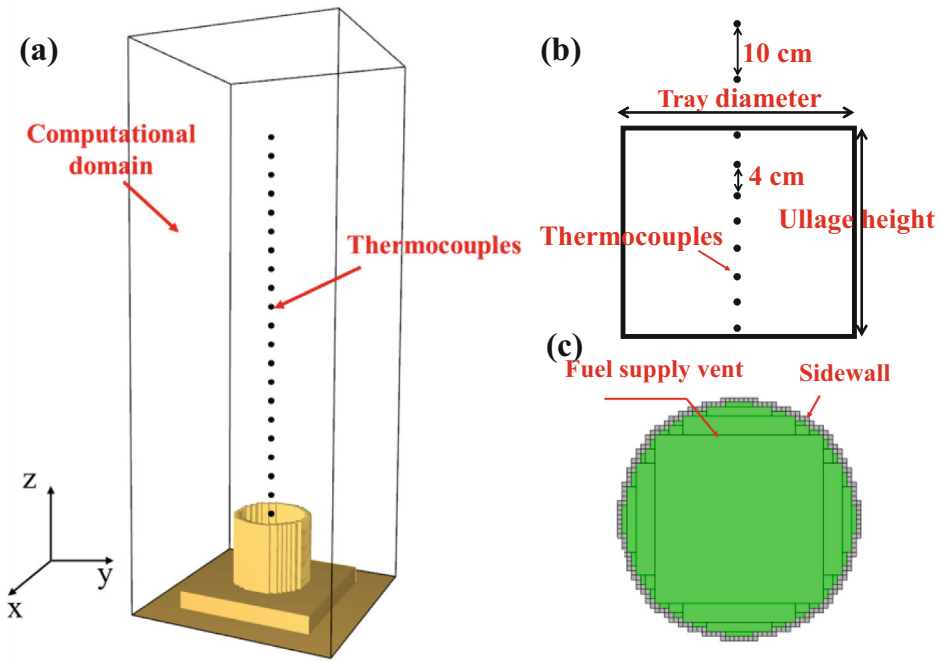 (a)
Computational
domain
Thermocouples
z
y
x
(b)
10 cm
Tray diameter
4 cm
Ullage height
Thermocouples
(c)
Fuel supply vent
Sidewall